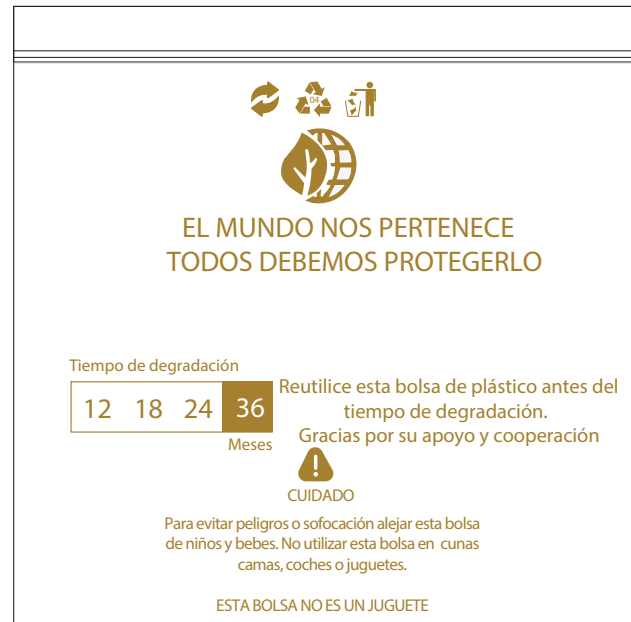 04
EL MUNDO NOS PERTENECE
TODOS DEBEMOS PROTEGERLO
Tiempo de degradación
12 18 24 36
Meses
Reutilice esta bolsa de plástico antes del
tiempo de degradación.
Gracias por su apoyo y cooperación
CUIDADO
Para evitar peligros o sofocación alejar esta bolsa
de niños y bebes. No utilizar esta bolsa en cunas
camas, coches o juguetes.
ESTA BOLSA NO ES UN JUGUETE